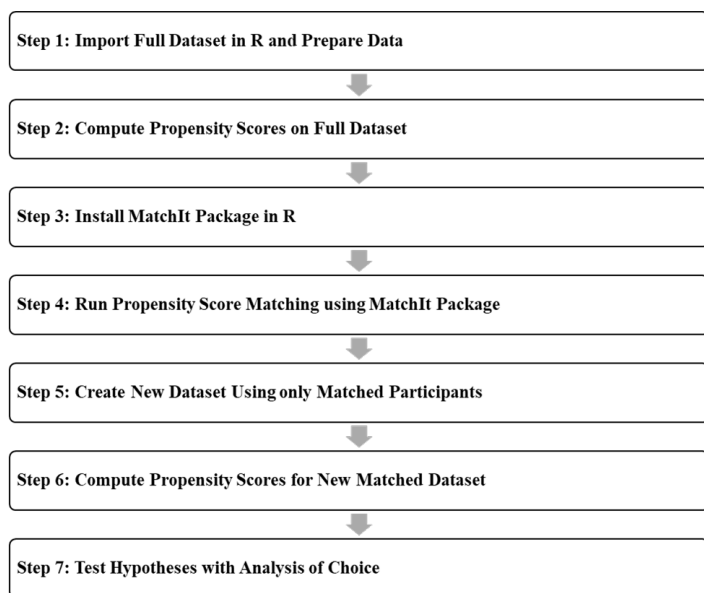 Step 1: Import Full Dataset in R and Prepare Data
Step 2: Compute Propensity Scores on Full Dataset
Step 3: Install MatchIt Package in R
Step 4: Run Propensity Score Matching using MatchIt Package
Step 5: Create New Dataset Using only Matched Participants
Step 6: Compute Propensity Scores for New Matched Dataset
Step 7: Test Hypotheses with Analysis of Choice